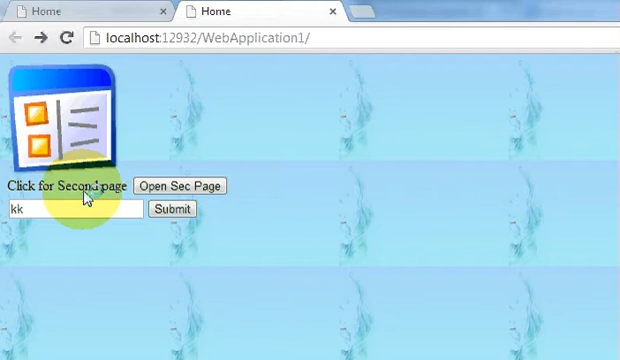 Home
Home
localhost:12932/WebApplication1/
Click for Second page Open Sec Page
kk Submit